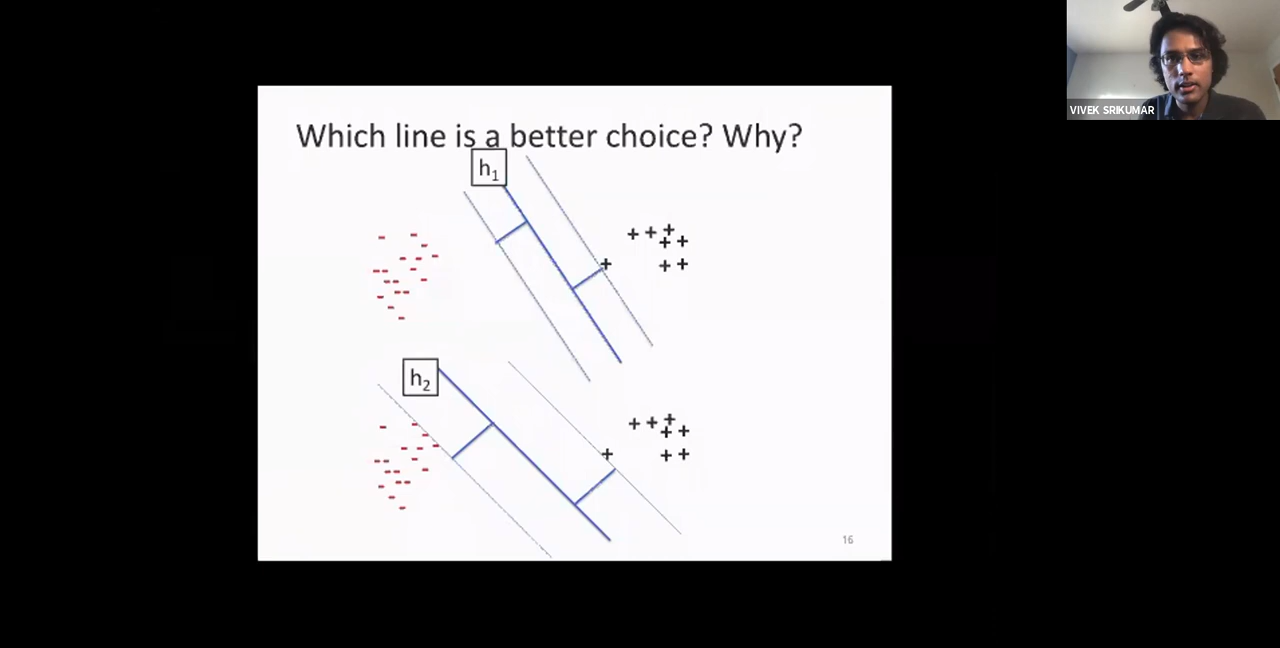 VIVEK SRIKUMAR
Which line is a better choice? Why?
h₁
h₂
16